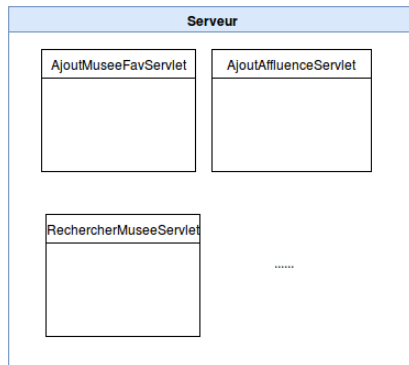 Serveur
AjoutMuseeFavServlet
AjoutAffluenceServlet
RechercherMuseeServlet
......